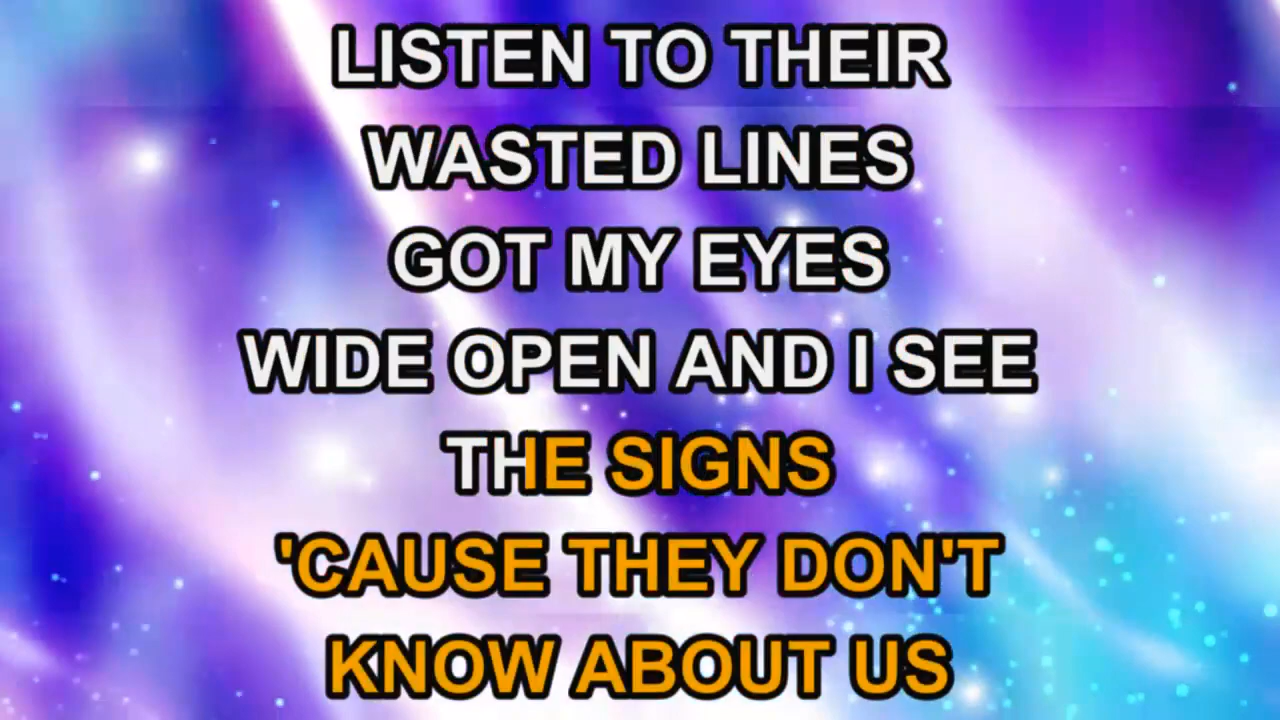 LISTEN TO THEIR
WASTED LINES
GOT MY EYES
WIDE OPEN AND I SEE
THE SIGNS
'CAUSE THEY DON'T
KNOW ABOUT US